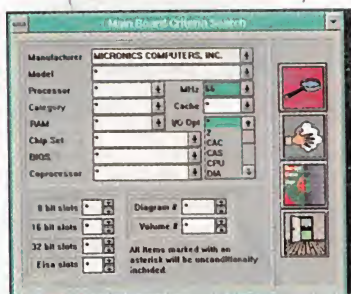 Main Board Criteria Search
Manufacturer MICRONICS COMPUTERS, INC.
Model *
Processor * MHz 66
Category * Cache *
RAM * I/O Opt *
Chip Set * 2
CAC
BIOS * CAS
CPU
Coprocessor * DIA
8 bit slots * Diagram # *
16 bit slots * Volume # *
32 bit slots * All Items marked with an
asterisk will be unconditionally
Eisa slots * included.